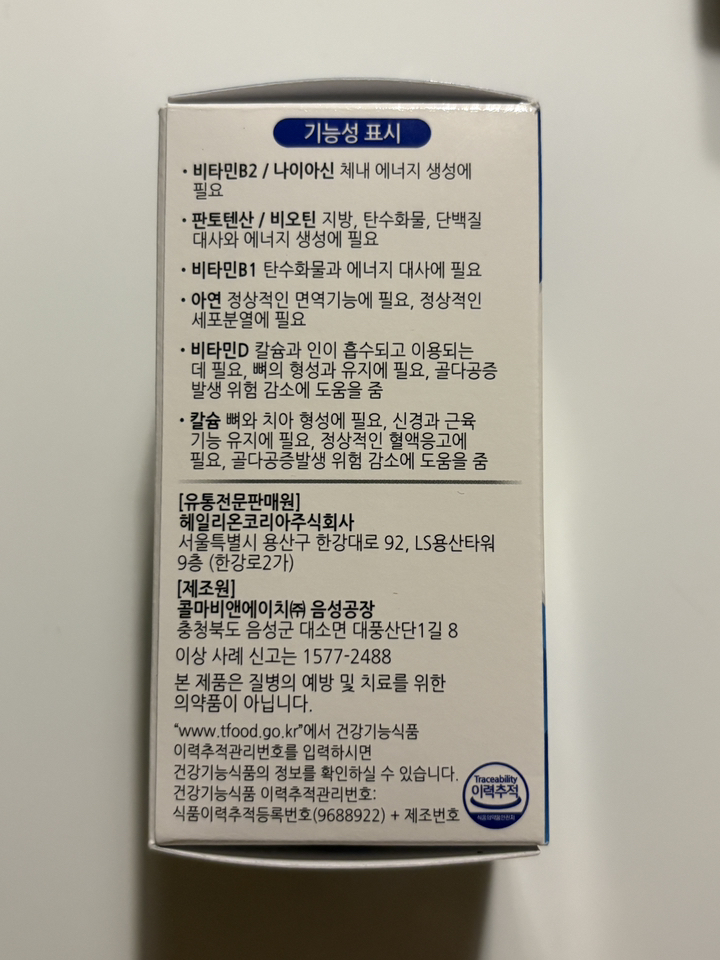 기능성 표시
· 비타민B2 / 나이아신 체내 에너지 생성에
필요
· 판토텐산 / 비오틴 지방, 탄수화물, 단백질
대사와 에너지 생성에 필요
· 비타민B1 탄수화물과 에너지 대사에 필요
· 아연 정상적인 면역기능에 필요, 정상적인
세포분열에 필요
· 비타민D 칼슘과 인이 흡수되고 이용되는
데 필요, 뼈의 형성과 유지에 필요, 골다공증
발생 위험 감소에 도움을 줌
· 칼슘 뼈와 치아 형성에 필요, 신경과 근육
기능 유지에 필요, 정상적인 혈액응고에
필요, 골다공증발생 위험 감소에 도움을 줌
[유통전문판매원]
헤일리온코리아주식회사
서울특별시 용산구 한강대로 92, LS용산타워
9층 (한강로2가)
[제조원]
콜마비앤에이치㈜ 음성공장
충청북도 음성군 대소면 대풍산단1길 8
이상 사례 신고는 1577-2488
본 제품은 질병의 예방 및 치료를 위한
의약품이 아닙니다.
“www.tfood.go.kr”에서 건강기능식품
이력추적관리번호를 입력하시면
건강기능식품의 정보를 확인하실 수 있습니다.
건강기능식품 이력추적관리번호:
식품이력추적등록번호(9688922) + 제조번호
Traceability
이력추적
식품의약품안전처